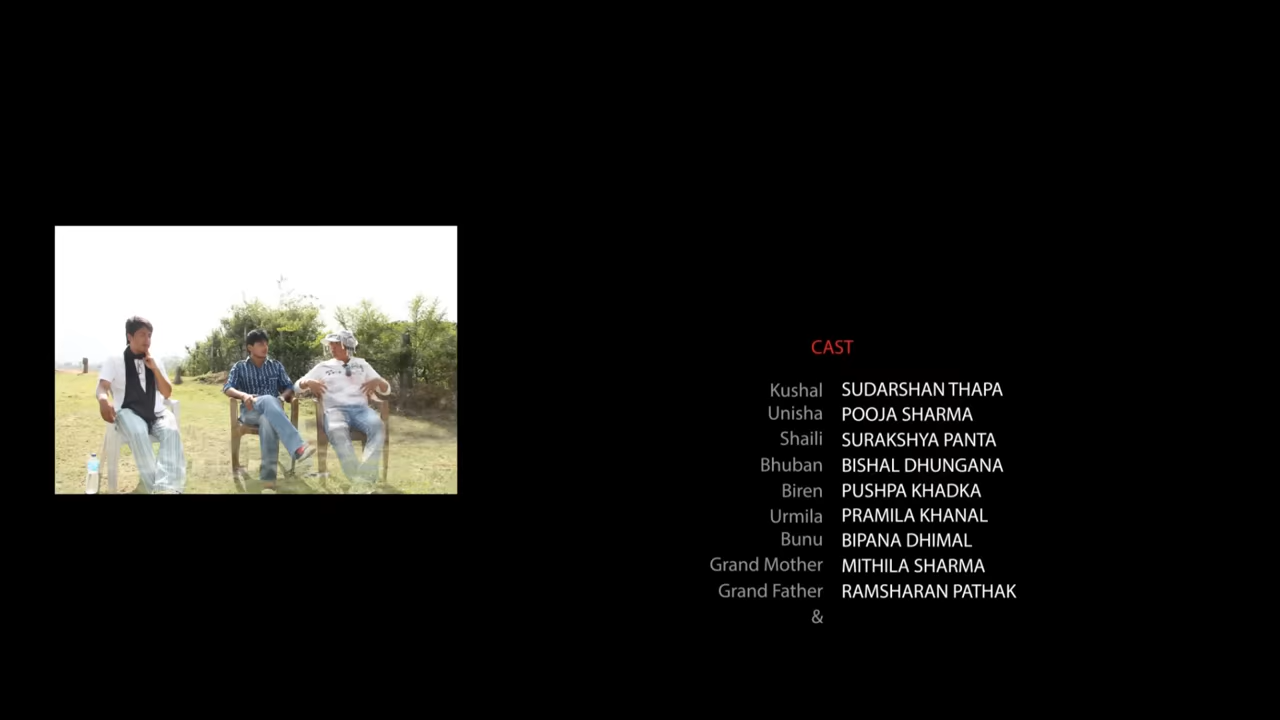 CAST
Kushal SUDARSHAN THAPA
Unisha POOJA SHARMA
Shaili SURAKSHYA PANTA
Bhuban BISHAL DHUNGANA
Biren PUSHPA KHADKA
Urmila PRAMILA KHANAL
Bunu BIPANA DHIMAL
Grand Mother MITHILA SHARMA
Grand Father RAMSHARAN PATHAK
&